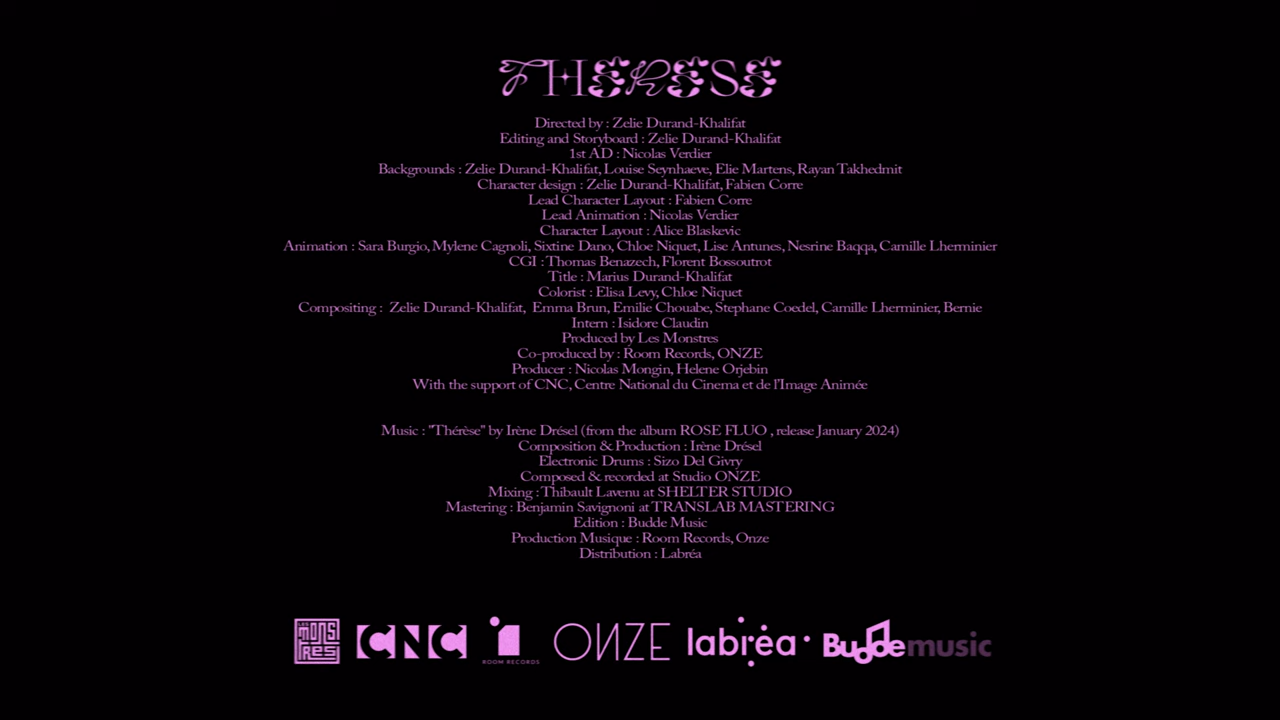 THERESE
Directed by : Zelie Durand-Khalifat
Editing and Storyboard : Zelie Durand-Khalifat
1st AD : Nicolas Verdier
Backgrounds : Zelie Durand-Khalifat, Louise Seynhaeve, Elie Martens, Rayan Takhedmit
Character design : Zelie Durand-Khalifat, Fabien Corre
Lead Character Layout : Fabien Corre
Lead Animation : Nicolas Verdier
Character Layout : Alice Blaskevic
Animation : Sara Burgio, Mylene Cagnoli, Sixtine Dano, Chloe Niquet, Lise Antunes, Nesrine Baqqa, Camille Lherminier
CGI : Thomas Benazech, Florent Bossoutrot
Title : Marius Durand-Khalifat
Colorist : Elisa Levy, Chloe Niquet
Compositing : Zelie Durand-Khalifat, Emma Brun, Emilie Chouabe, Stephane Coedel, Camille Lherminier, Bernie
Intern : Isidore Claudin
Produced by Les Monstres
Co-produced by : Room Records, ONZE
Producer : Nicolas Mongin, Helene Orjebin
With the support of CNC, Centre National du Cinema et de l'Image Animée
Music : "Thérèse" by Irène Drésel (from the album ROSE FLUO , release January 2024)
Composition & Production : Irène Drésel
Electronic Drums : Sizo Del Givry
Composed & recorded at Studio ONZE
Mixing : Thibault Lavenu at SHELTER STUDIO
Mastering : Benjamin Savignoni at TRANSLAB MASTERING
Edition : Budde Music
Production Musique : Room Records, Onze
Distribution : Labréa
LES MONSTRES CNC ROOM RECORDS ONZE labrėa Buddemusic